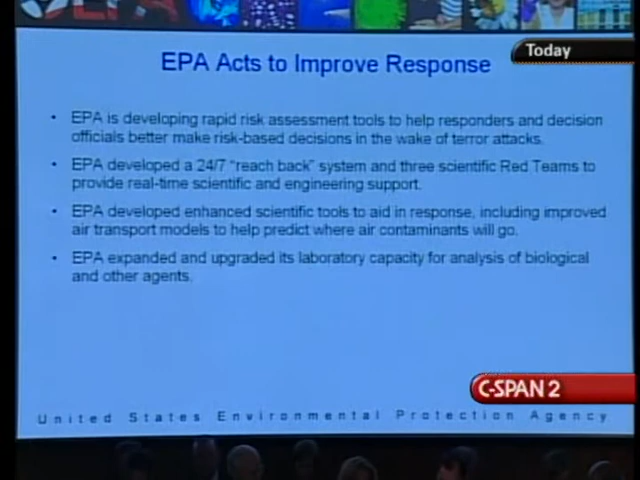 Today
EPA Acts to Improve Response
• EPA is developing rapid risk assessment tools to help responders and decision
officials better make risk-based decisions in the wake of terror attacks.
• EPA developed a 24/7 "reach back" system and three scientific Red Teams to
provide real-time scientific and engineering support.
• EPA developed enhanced scientific tools to aid in response, including improved
air transport models to help predict where air contaminants will go.
• EPA expanded and upgraded its laboratory capacity for analysis of biological
and other agents.
C-SPAN 2
United States Environmental Protection Agency